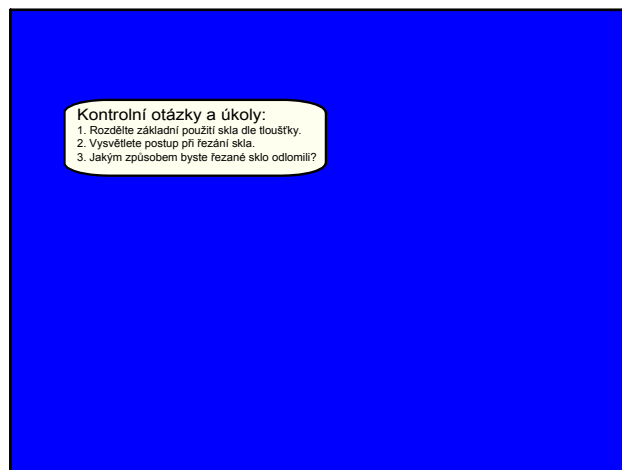 Kontrolní otázky a úkoly:
1. Rozdělte základní použití skla dle tloušťky.
2. Vysvětlete postup při řezání skla.
3. Jakým způsobem byste řezané sklo odlomili?